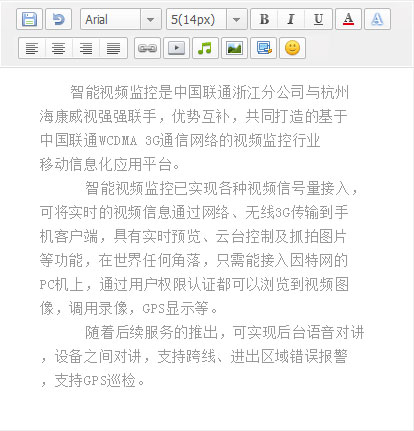 Arial 5(14px) B I U A A
智能视频监控是中国联通浙江分公司与杭州
海康威视强强联手，优势互补，共同打造的基于
中国联通WCDMA 3G通信网络的视频监控行业
移动信息化应用平台。
智能视频监控已实现各种视频信号量接入，
可将实时的视频信息通过网络、无线3G传输到手
机客户端，具有实时预览、云台控制及抓拍图片
等功能，在世界任何角落，只需能接入因特网的
PC机上，通过用户权限认证都可以浏览到视频图
像，调用录像，GPS显示等。
随着后续服务的推出，可实现后台语音对讲
，设备之间对讲，支持跨线、进出区域错误报警
，支持GPS巡检。